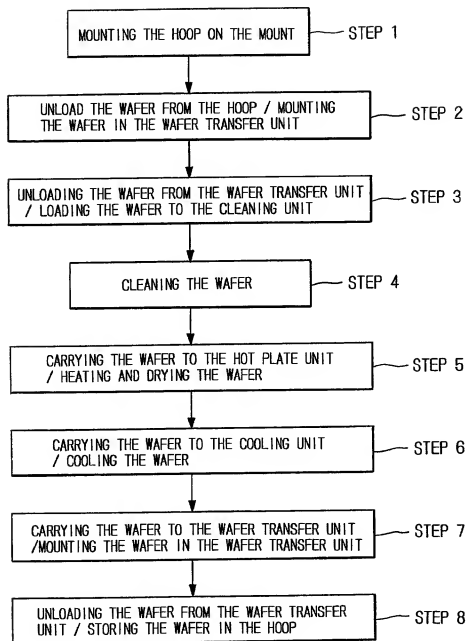 MOUNTING THE HOOP ON THE MOUNT
STEP 1
UNLOAD THE WAFER FROM THE HOOP / MOUNTING
THE WAFER IN THE WAFER TRANSFER UNIT
STEP 2
UNLOADING THE WAFER FROM THE WAFER TRANSFER UNIT
/ LOADING THE WAFER TO THE CLEANING UNIT
STEP 3
CLEANING THE WAFER
STEP 4
CARRYING THE WAFER TO THE HOT PLATE UNIT
/ HEATING AND DRYING THE WAFER
STEP 5
CARRYING THE WAFER TO THE COOLING UNIT
/ COOLING THE WAFER
STEP 6
CARRYING THE WAFER TO THE WAFER TRANSFER UNIT
/MOUNTING THE WAFER IN THE WAFER TRANSFER UNIT
STEP 7
UNLOADING THE WAFER FROM THE WAFER TRANSFER
UNIT / STORING THE WAFER IN THE HOOP
STEP 8